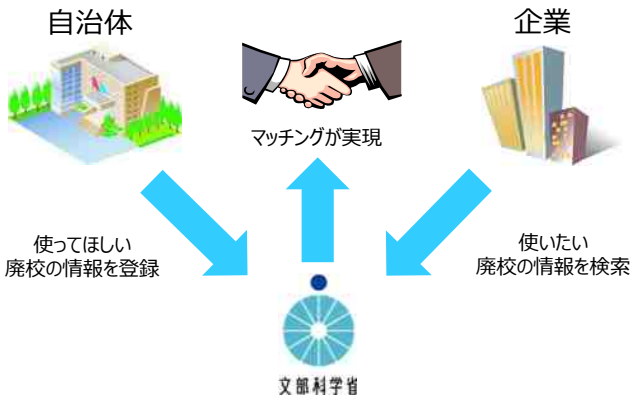 自治体
企業
マッチングが実現
使ってほしい
廃校の情報を登録
使いたい
廃校の情報を検索
文部科学省